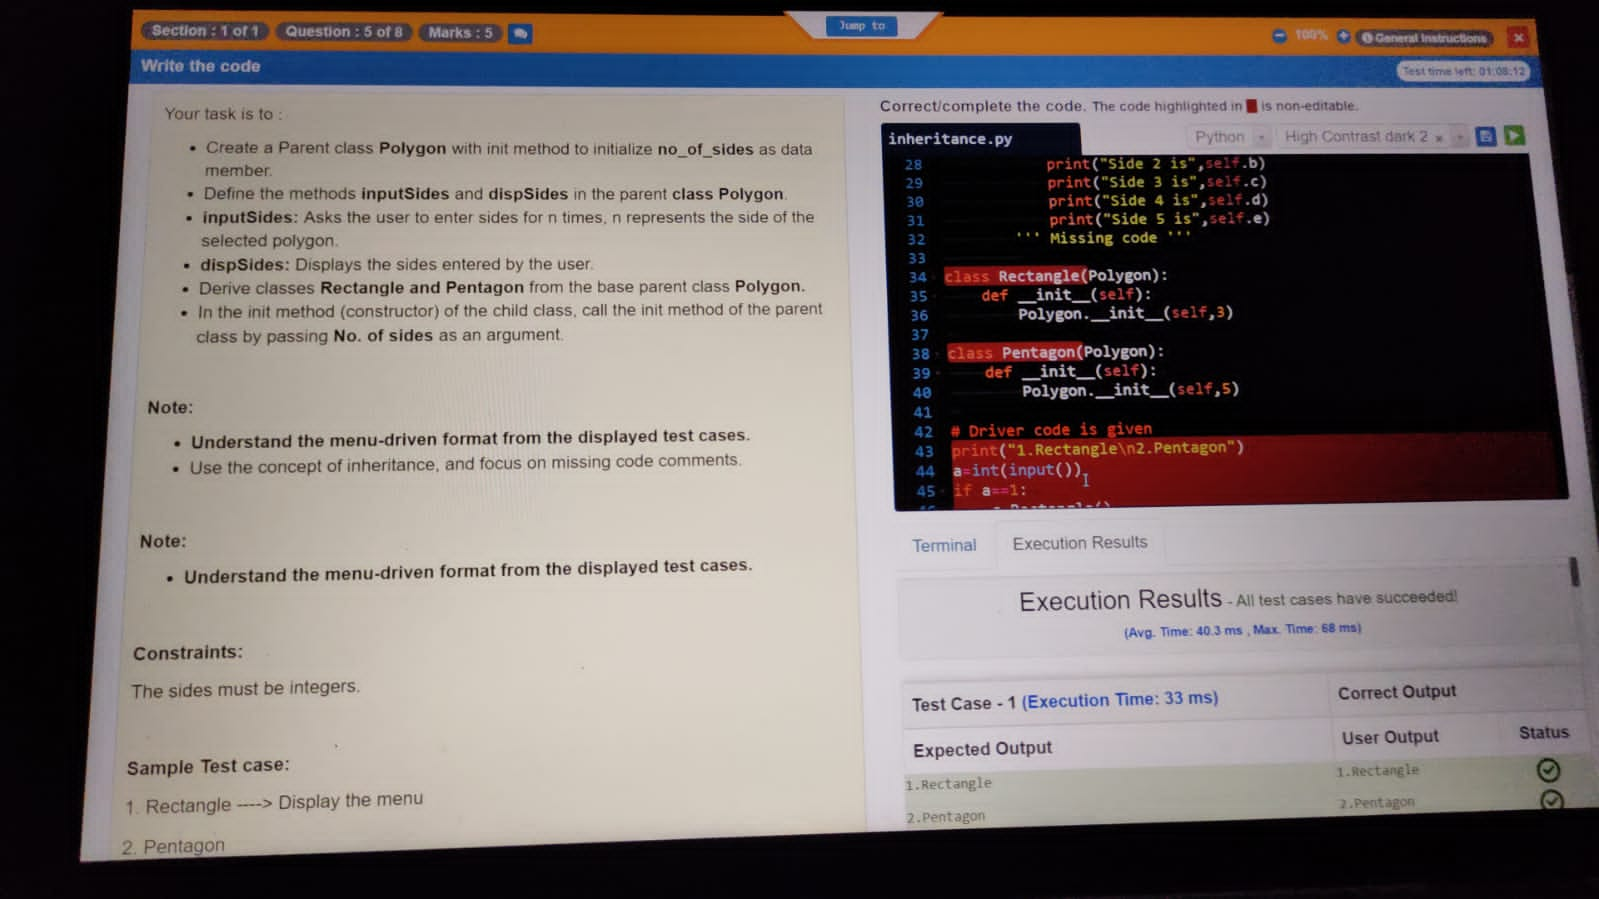 Section : 1 of 1
Question : 5 of 8
Marks : 5
Jump to
100%
General Instructions
Write the code
Test time left: 01:08:12
Your task is to :
• Create a Parent class Polygon with init method to initialize no_of_sides as data
member.
• Define the methods inputSides and dispSides in the parent class Polygon.
• inputSides: Asks the user to enter sides for n times, n represents the side of the
selected polygon.
• dispSides: Displays the sides entered by the user.
• Derive classes Rectangle and Pentagon from the base parent class Polygon.
• In the init method (constructor) of the child class, call the init method of the parent
class by passing No. of sides as an argument.
Note:
• Understand the menu-driven format from the displayed test cases.
• Use the concept of inheritance, and focus on missing code comments.
Note:
• Understand the menu-driven format from the displayed test cases.
Constraints:
The sides must be integers.
Sample Test case:
1. Rectangle ----> Display the menu
2. Pentagon
Correct/complete the code. The code highlighted in is non-editable.
inheritance.py
Python
High Contrast dark 2
28 print("Side 2 is",self.b)
29 print("Side 3 is",self.c)
30 print("Side 4 is",self.d)
31 print("Side 5 is",self.e)
32 ''' Missing code '''
33
34 class Rectangle(Polygon):
35 def __init__(self):
36 Polygon.__init__(self,3)
37
38 class Pentagon(Polygon):
39 def __init__(self):
40 Polygon.__init__(self,5)
41
42 # Driver code is given
43 print("1.Rectangle\n2.Pentagon")
44 a=int(input())
45 if a==1:
Terminal
Execution Results
Execution Results - All test cases have succeeded!
(Avg. Time: 40.3 ms , Max. Time: 68 ms)
Test Case - 1 (Execution Time: 33 ms)
Correct Output
Expected Output
User Output
Status
1.Rectangle
1.Rectangle
2.Pentagon
2.Pentagon